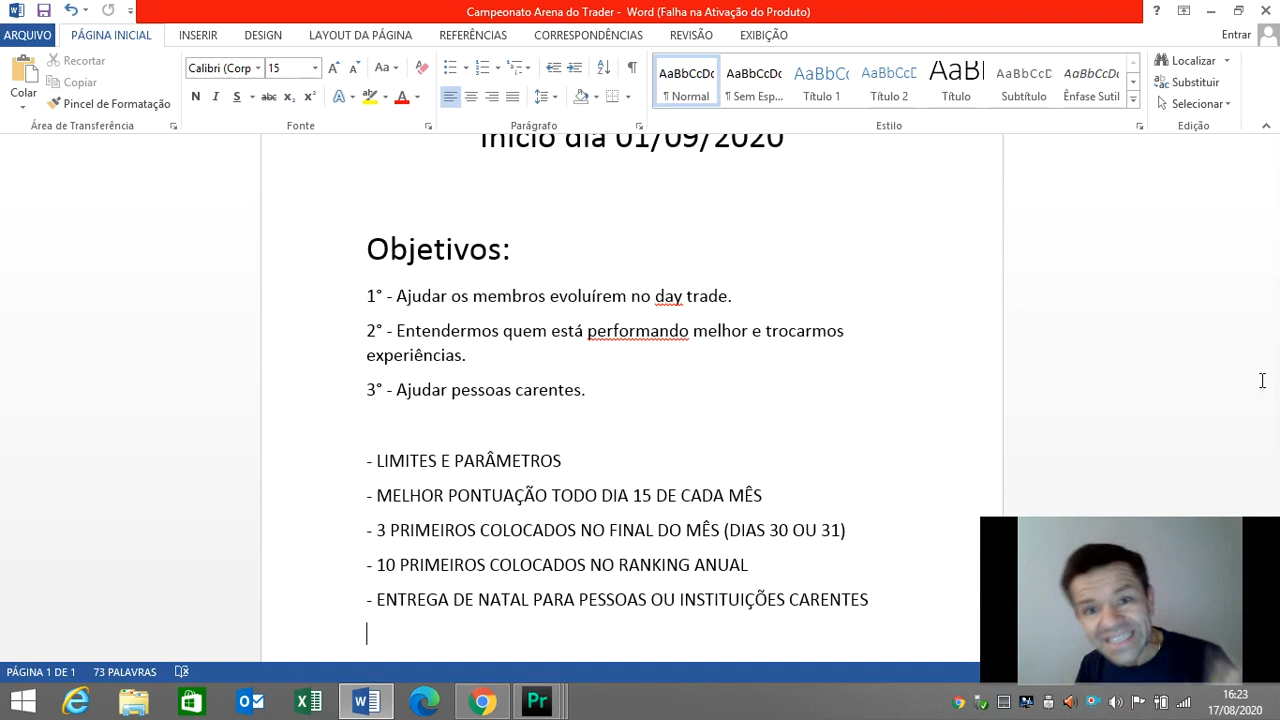 Campeonato Arena do Trader - Word (Falha na Ativação do Produto)
ARQUIVO PÁGINA INICIAL INSERIR DESIGN LAYOUT DA PÁGINA REFERÊNCIAS CORRESPONDÊNCIAS REVISÃO EXIBIÇÃO Entrar
Colar
Recortar
Copiar
Pincel de Formatação
Área de Transferência
Calibri (Corp 15
N I S abc x₂ x²
Fonte
Parágrafo
AaBbCcDc AaBbCcDc AaBbCc AaBbCcD AaBbI AaBbCcD AaBbCcDc
¶ Normal ¶ Sem Esp... Título 1 Título 2 Título Subtítulo Ênfase Sutil
Estilo
Localizar
Substituir
Selecionar
Edição
Início dia 01/09/2020
Objetivos:
1° - Ajudar os membros evoluírem no day trade.
2° - Entendermos quem está performando melhor e trocarmos
experiências.
3° - Ajudar pessoas carentes.
- LIMITES E PARÂMETROS
- MELHOR PONTUAÇÃO TODO DIA 15 DE CADA MÊS
- 3 PRIMEIROS COLOCADOS NO FINAL DO MÊS (DIAS 30 OU 31)
- 10 PRIMEIROS COLOCADOS NO RANKING ANUAL
- ENTREGA DE NATAL PARA PESSOAS OU INSTITUIÇÕES CARENTES
PÁGINA 1 DE 1 73 PALAVRAS
Pr
16:23
17/08/2020